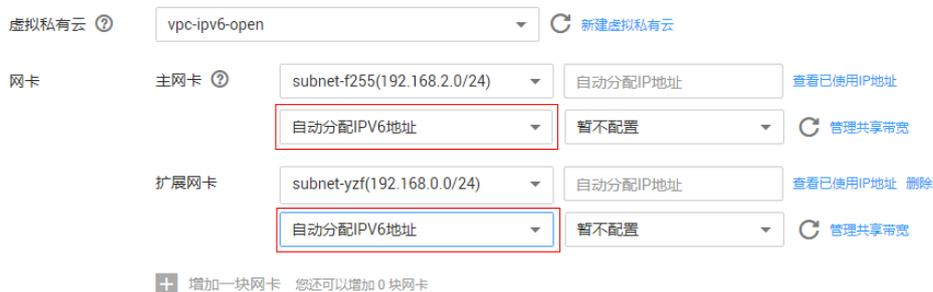 虚拟私有云 vpc-ipv6-open 新建虚拟私有云
网卡 主网卡 subnet-f255(192.168.2.0/24) 自动分配IP地址 查看已使用IP地址
自动分配IPV6地址 暂不配置 管理共享带宽
扩展网卡 subnet-yzf(192.168.0.0/24) 自动分配IP地址 查看已使用IP地址 删除
自动分配IPV6地址 暂不配置 管理共享带宽
增加一块网卡 您还可以增加 0 块网卡